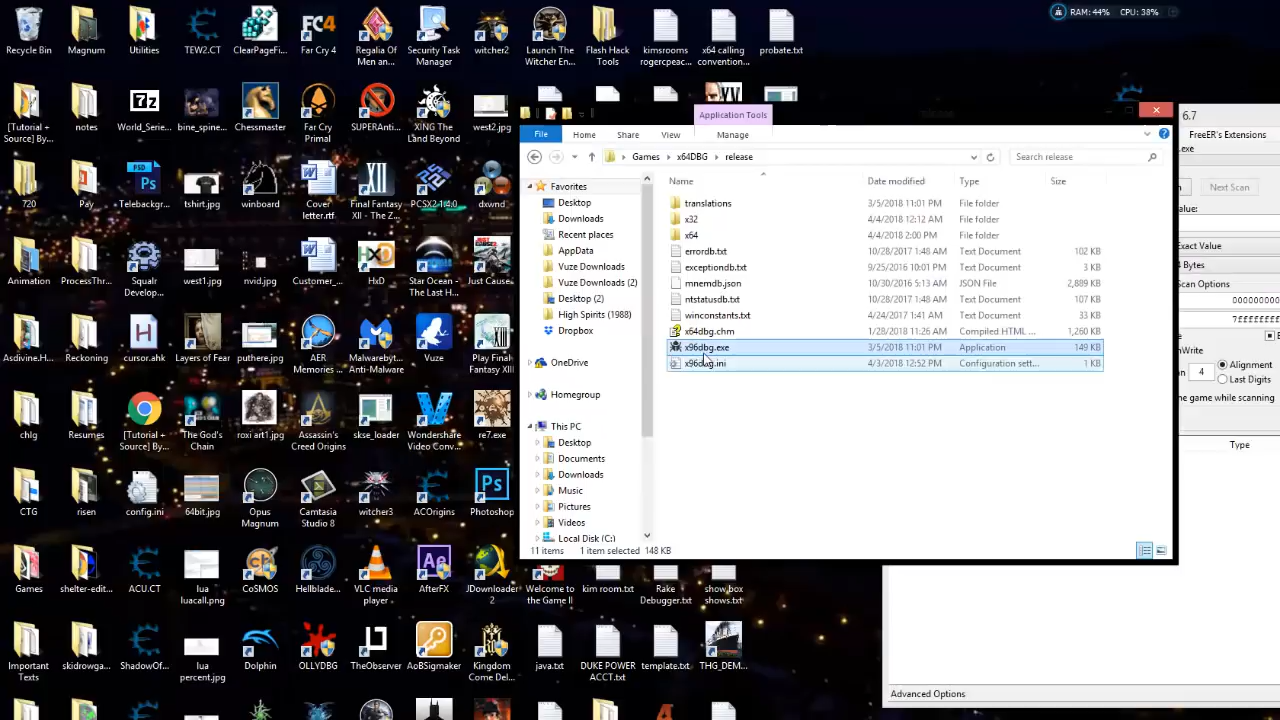 RAM: 44% CPU: 38%
Recycle Bin
Magnum
Utilities
TEW2.CT
ClearPageFi...
Far Cry 4
Regalia Of
Men an...
Security Task
Manager
witcher2
Launch The
Witcher En...
Flash Hack
Tools
kimsrooms
rogercpeac...
x64 calling
convention...
probate.txt
[Tutorial +
Source] By...
notes
World_Serie...
bine_spine...
Chessmaster
Far Cry
Primal
SUPERAnti...
XING The
Land Beyond
west2.jpg
720
Pay
Telebackgr...
tshirt.jpg
winboard
Cover
letter.rtf
Final Fantasy
XII - The Z...
PCSX2 1.4.0
dxwnd
Animation
ProcessThr...
Squalr
Develop...
west1.jpg
nvid.jpg
Customer_...
HxD
Star Ocean -
The Last H...
Just Cause...
Asdivine.H...
Reckoning
cursor.ahk
Layers of Fear
puthere.jpg
AER
Memories ...
Malwarebyt...
Anti-Malware
Vuze
Play Final
Fantasy XIII
chlg
Resumes
[Tutorial +
Source] By...
The God's
Chain
roxi art1.jpg
Assassin's
Creed Origins
skse_loader
Wondershare
Video Conv...
re7.exe
CTG
risen
config.ini
64bit.jpg
Opus
Magnum
Camtasia
Studio 8
witcher3
ACOrigins
Photoshop
Games
shelter-edit...
ACU.CT
lua
luacall.png
CoSMOS
Hellblade...
VLC media
player
AfterFX
JDownloader
2
Welcome to
the Game II
kim room.txt
Rake
Debugger.txt
show box
shows.txt
Important
Texts
skidrowga...
ShadowOf...
lua
percent.jpg
Dolphin
OLLYDBG
TheObserver
AoBSigmaker
Kingdom
Come Del...
java.txt
DUKE POWER
ACCT.txt
template.txt
THG_DEM...
Application Tools
File Home Share View Manage
Games x64DBG release
Search release
Name Date modified Type Size
translations 3/5/2018 11:01 PM File folder
x32 4/4/2018 12:12 AM File folder
x64 4/4/2018 2:00 PM File folder
errordb.txt 10/28/2017 1:48 AM Text Document 102 KB
exceptiondb.txt 9/25/2016 10:01 PM Text Document 3 KB
mnemdb.json 10/30/2016 5:13 AM JSON File 2,889 KB
ntstatusdb.txt 10/28/2017 1:48 AM Text Document 107 KB
winconstants.txt 4/24/2017 1:41 AM Text Document 33 KB
x64dbg.chm 1/28/2018 11:26 AM Compiled HTML ... 1,260 KB
x96dbg.exe 3/5/2018 11:01 PM Application 149 KB
x96dbg.ini 4/3/2018 12:52 PM Configuration sett... 1 KB
Favorites
Desktop
Downloads
Recent places
AppData
Vuze Downloads
Vuze Downloads (2)
Desktop (2)
High Spirits (1988)
Dropbox
OneDrive
Homegroup
This PC
Desktop
Documents
Downloads
Music
Pictures
Videos
Local Disk (C:)
11 items 1 item selected 148 KB
6.7
FreeER's Extensions
.exe
Next Scan
Exact Value
4 Bytes
Scan Options
4
Alignment
Last Digits
Type
Advanced Options